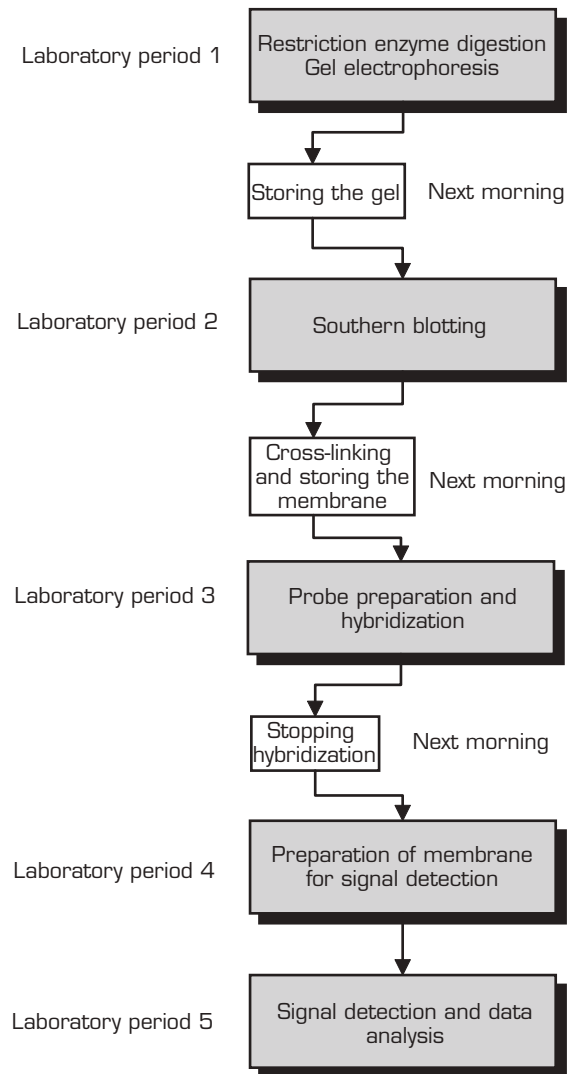 Laboratory period 1
Restriction enzyme digestion
Gel electrophoresis
Storing the gel
Next morning
Laboratory period 2
Southern blotting
Cross-linking
and storing the
membrane
Next morning
Laboratory period 3
Probe preparation and
hybridization
Stopping
hybridization
Next morning
Laboratory period 4
Preparation of membrane
for signal detection
Laboratory period 5
Signal detection and data
analysis